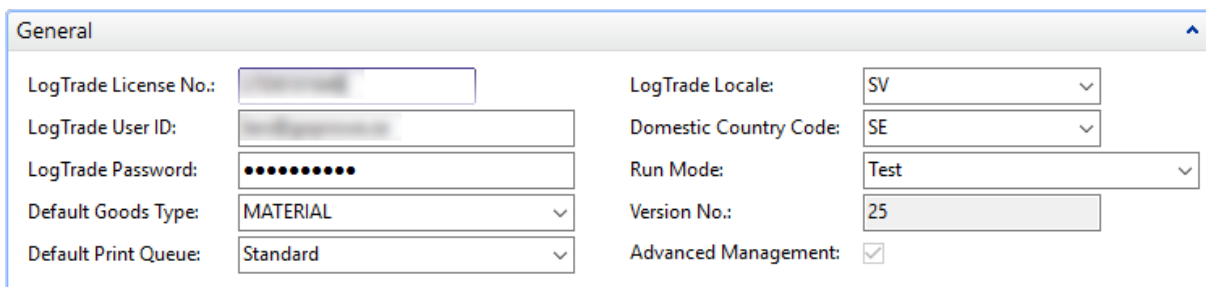 General
LogTrade License No.:
LogTrade Locale: SV
LogTrade User ID:
Domestic Country Code: SE
LogTrade Password: ●●●●●●●●●●
Run Mode: Test
Default Goods Type: MATERIAL
Version No.: 25
Default Print Queue: Standard
Advanced Management: